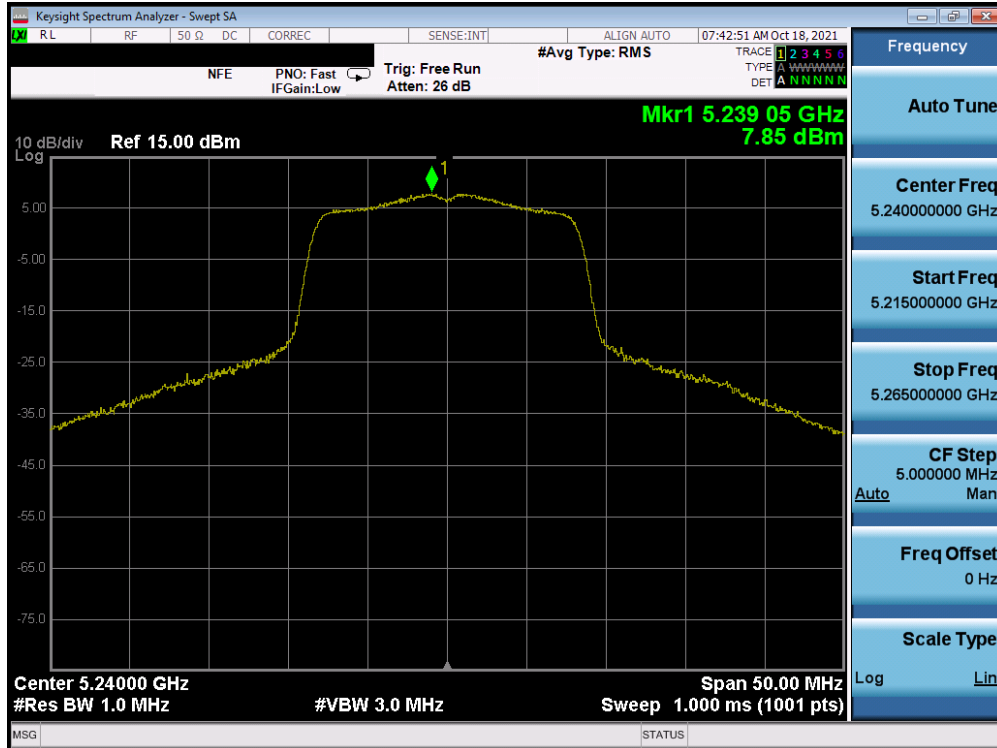 Keysight Spectrum Analyzer - Swept SA
LXI RL RF 50 Ω DC CORREC SENSE:INT ALIGN AUTO 07:42:51 AM Oct 18, 2021
NFE PNO: Fast Trig: Free Run #Avg Type: RMS TRACE 1 2 3 4 5 6
IFGain:Low Atten: 26 dB TYPE A WWWWW
DET A N N N N N
Mkr1 5.239 05 GHz
7.85 dBm
10 dB/div Ref 15.00 dBm
Log
1
5.00
-5.00
-15.0
-25.0
-35.0
-45.0
-55.0
-65.0
-75.0
Center 5.24000 GHz Span 50.00 MHz
#Res BW 1.0 MHz #VBW 3.0 MHz Sweep 1.000 ms (1001 pts)
MSG STATUS
Frequency
Auto Tune
Center Freq
5.240000000 GHz
Start Freq
5.215000000 GHz
Stop Freq
5.265000000 GHz
CF Step
5.000000 MHz
Auto Man
Freq Offset
0 Hz
Scale Type
Log Lin